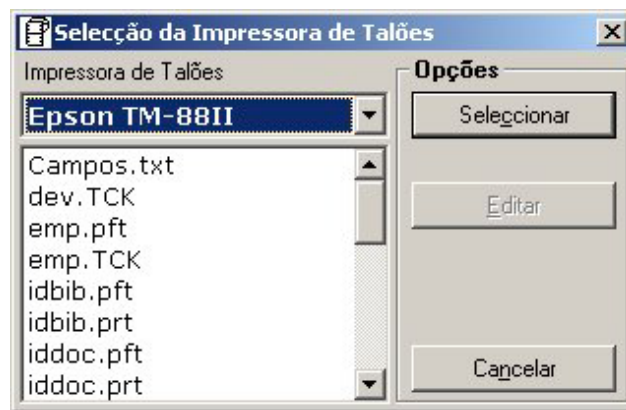 Selecção da Impressora de Talões
Impressora de Talões
Epson TM-88II
Campos.txt
dev.TCK
emp.pft
emp.TCK
idbib.pft
idbib.prt
iddoc.pft
iddoc.prt
Opções
Seleccionar
Editar
Cancelar